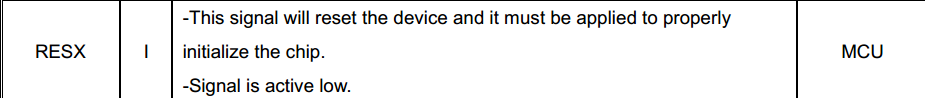 -This signal will reset the device and it must be applied to properly
RESX I initialize the chip. MCU
-Signal is active low.